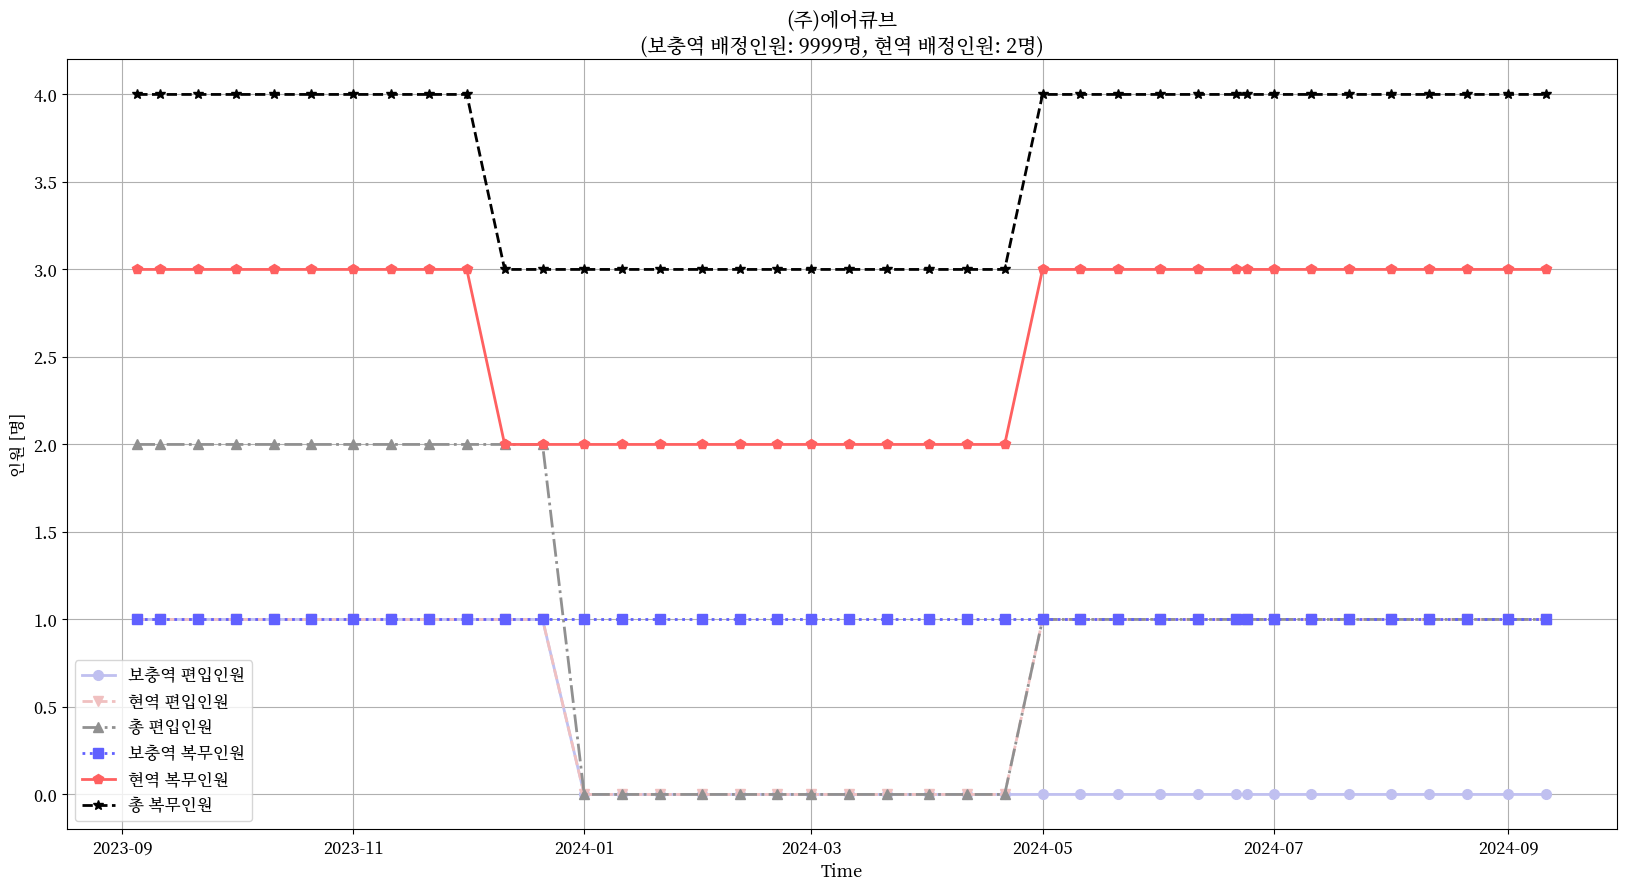 (주)에어큐브
(보충역 배정인원: 9999명, 현역 배정인원: 2명)
인원 [명]
4.0
3.5
3.0
2.5
2.0
1.5
1.0
0.5
0.0
보충역 편입인원
현역 편입인원
총 편입인원
보충역 복무인원
현역 복무인원
총 복무인원
2023-09 2023-11 2024-01 2024-03 2024-05 2024-07 2024-09
Time